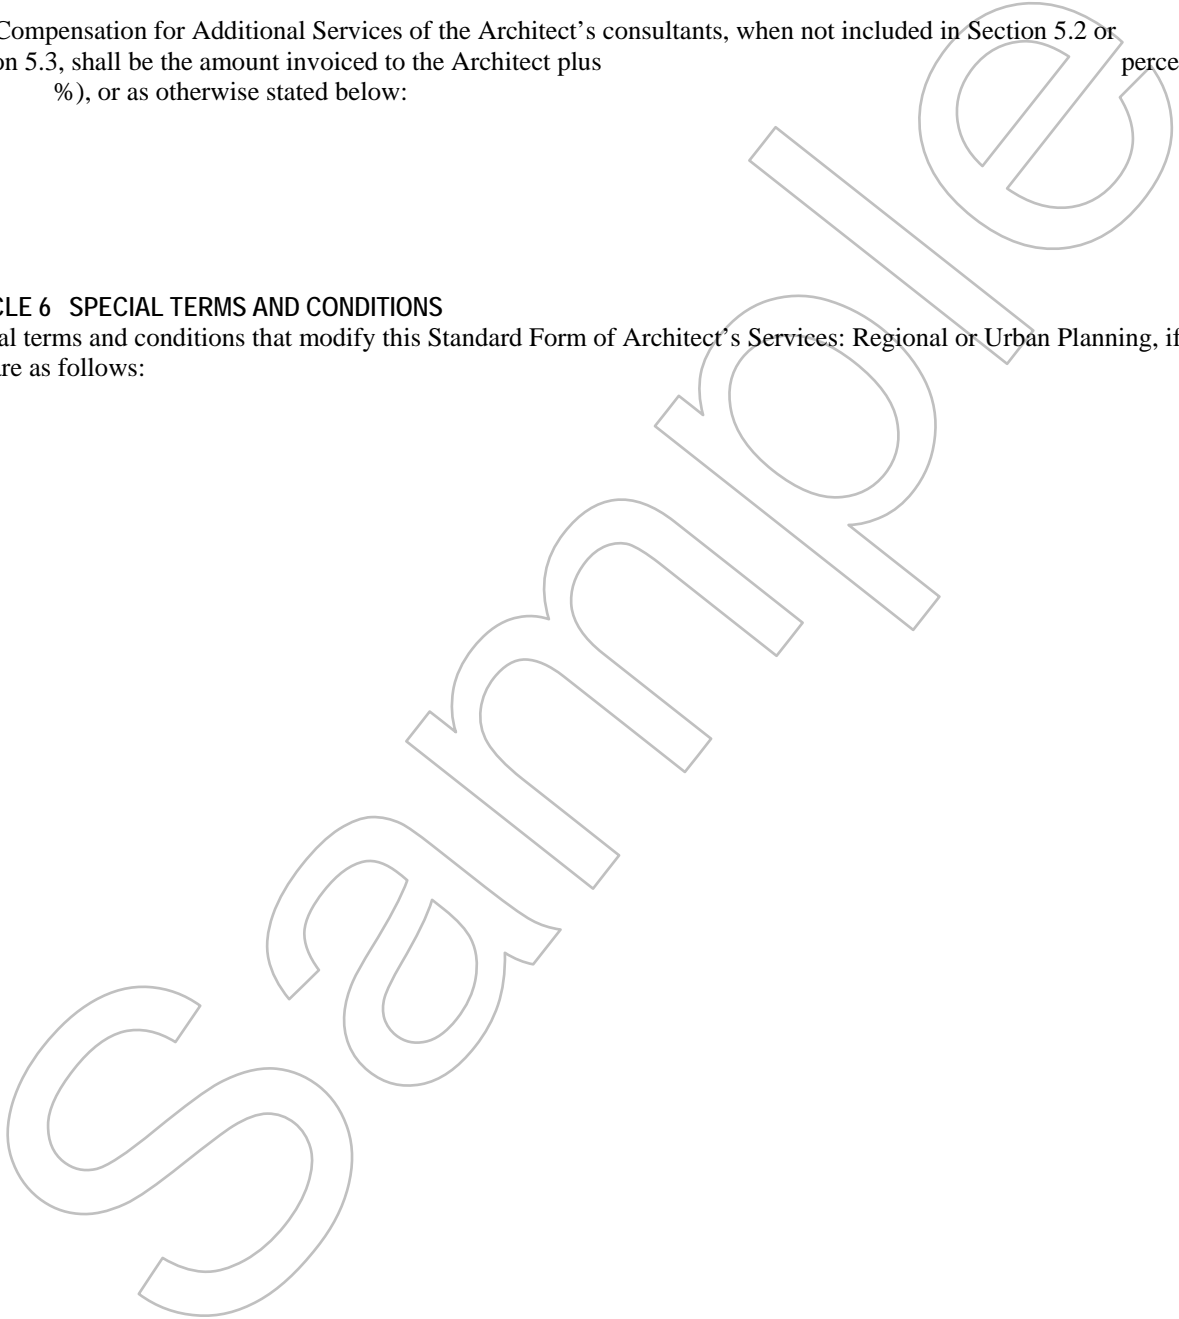 Compensation for Additional Services of the Architect's consultants, when not included in Section 5.2 or
on 5.3, shall be the amount invoiced to the Architect plus perce
%), or as otherwise stated below:
CLE 6 SPECIAL TERMS AND CONDITIONS
al terms and conditions that modify this Standard Form of Architect's Services: Regional or Urban Planning, if
are as follows:
Sample